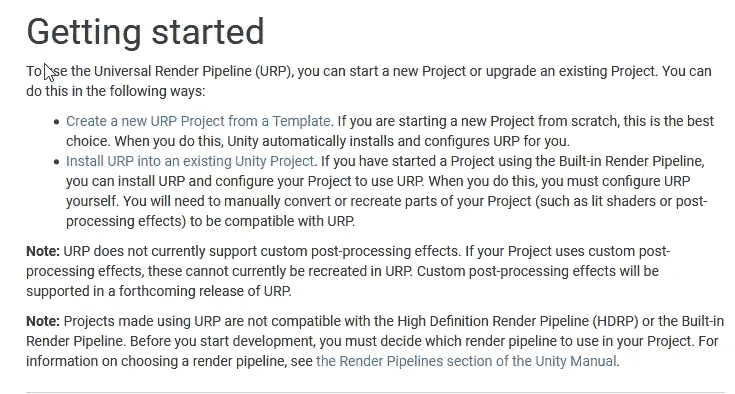 Getting started
To use the Universal Render Pipeline (URP), you can start a new Project or upgrade an existing Project. You can
do this in the following ways:
• Create a new URP Project from a Template. If you are starting a new Project from scratch, this is the best
choice. When you do this, Unity automatically installs and configures URP for you.
• Install URP into an existing Unity Project. If you have started a Project using the Built-in Render Pipeline,
you can install URP and configure your Project to use URP. When you do this, you must configure URP
yourself. You will need to manually convert or recreate parts of your Project (such as lit shaders or post-
processing effects) to be compatible with URP.
Note: URP does not currently support custom post-processing effects. If your Project uses custom post-
processing effects, these cannot currently be recreated in URP. Custom post-processing effects will be
supported in a forthcoming release of URP.
Note: Projects made using URP are not compatible with the High Definition Render Pipeline (HDRP) or the Built-in
Render Pipeline. Before you start development, you must decide which render pipeline to use in your Project. For
information on choosing a render pipeline, see the Render Pipelines section of the Unity Manual.